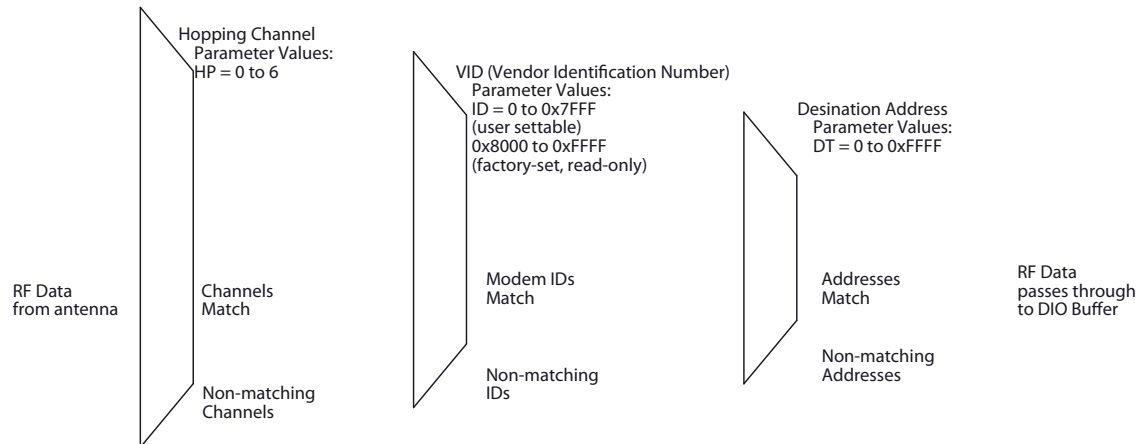 Hopping Channel
Parameter Values:
HP = 0 to 6
VID (Vendor Identification Number)
Parameter Values:
ID = 0 to 0x7FFF
(user settable)
0x8000 to 0xFFFF
(factory-set, read-only)
Desination Address
Parameter Values:
DT = 0 to 0xFFFF
RF Data
from antenna
Channels
Match
Modem IDs
Match
Addresses
Match
RF Data
passes through
to DIO Buffer
Non-matching
Channels
Non-matching
IDs
Non-matching
Addresses